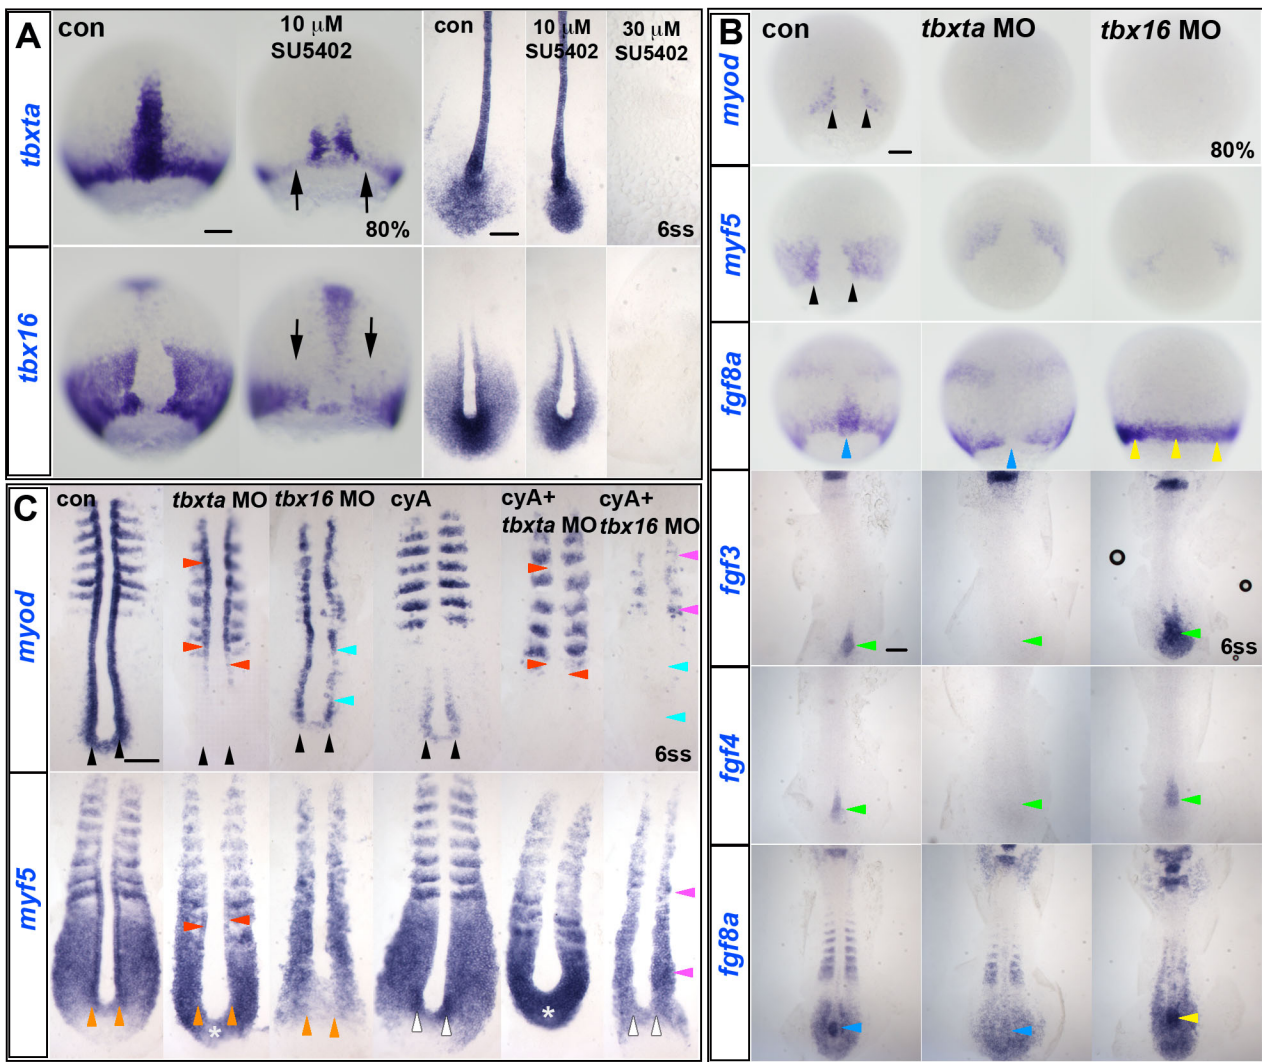 A
con
10 µM
SU5402
con
10 µM
SU5402
30 µM
SU5402
tbxta
80%
6ss
tbx16
B
con
tbxta MO
tbx16 MO
myod
80%
myf5
fgf8a
fgf3
6ss
fgf4
fgf8a
C
con
tbxta MO
tbx16 MO
cyA
cyA+
tbxta MO
cyA+
tbx16 MO
myod
6ss
myf5
*
*